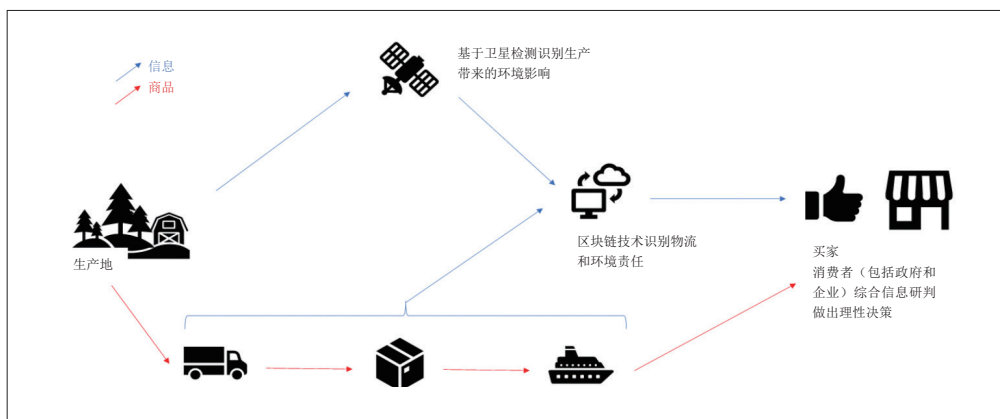 信息
商品
基于卫星检测识别生产
带来的环境影响
生产地
区块链技术识别物流
和环境责任
买家
消费者（包括政府和
企业）综合信息研判
做出理性决策